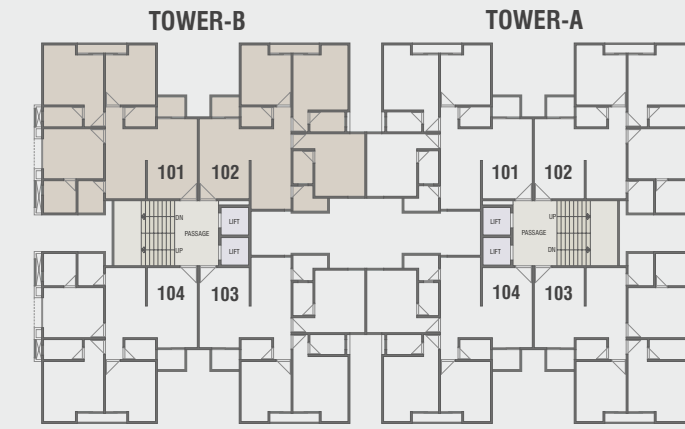 TOWER-B
TOWER-A
101 102
101 102
DN
UP
PASSAGE
LIFT
LIFT
LIFT
LIFT
PASSAGE
UP
DN
104 103
104 103